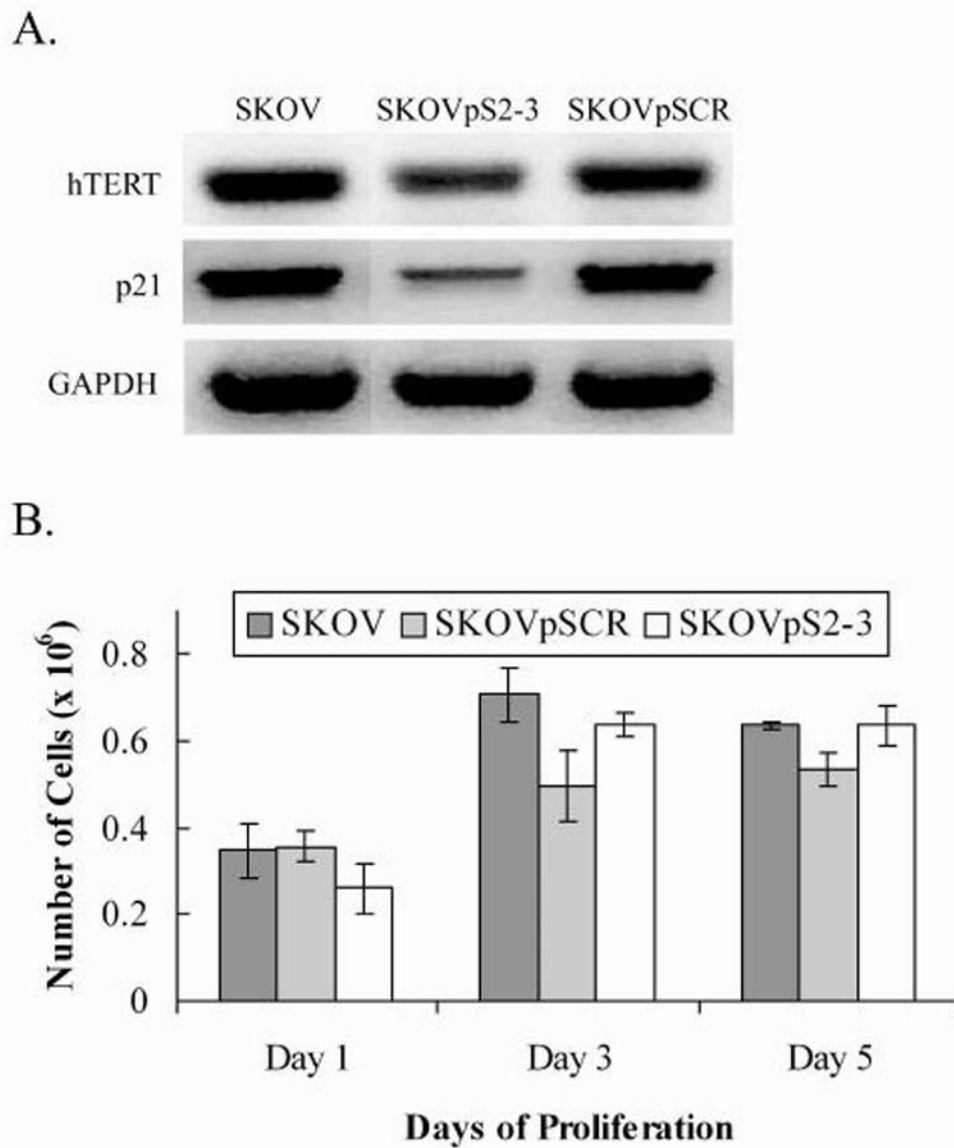 A.
SKOV SKOVpS2-3 SKOVpSCR
hTERT
p21
GAPDH
B.
SKOV SKOVpSCR SKOVpS2-3
Number of Cells (x 10⁶)
0.8
0.6
0.4
0.2
0
Day 1 Day 3 Day 5
Days of Proliferation